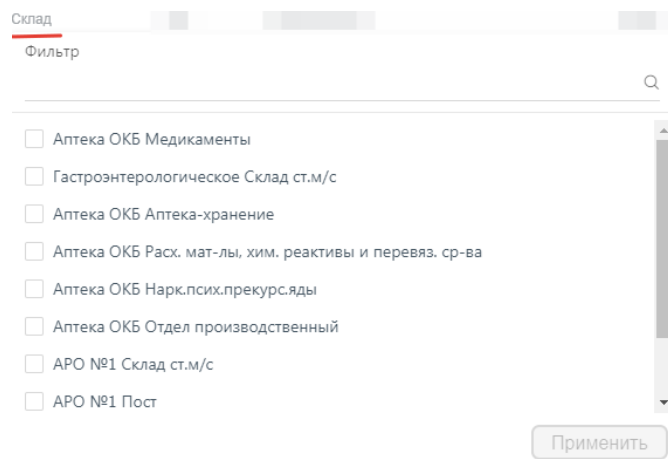 Склад
Фильтр
Аптека ОКБ Медикаменты
Гастроэнтерологическое Склад ст.м/с
Аптека ОКБ Аптека-хранение
Аптека ОКБ Расх. мат-лы, хим. реактивы и перевяз. ср-ва
Аптека ОКБ Нарк.псих.прекурс.яды
Аптека ОКБ Отдел производственный
АРО №1 Склад ст.м/с
АРО №1 Пост
Применить